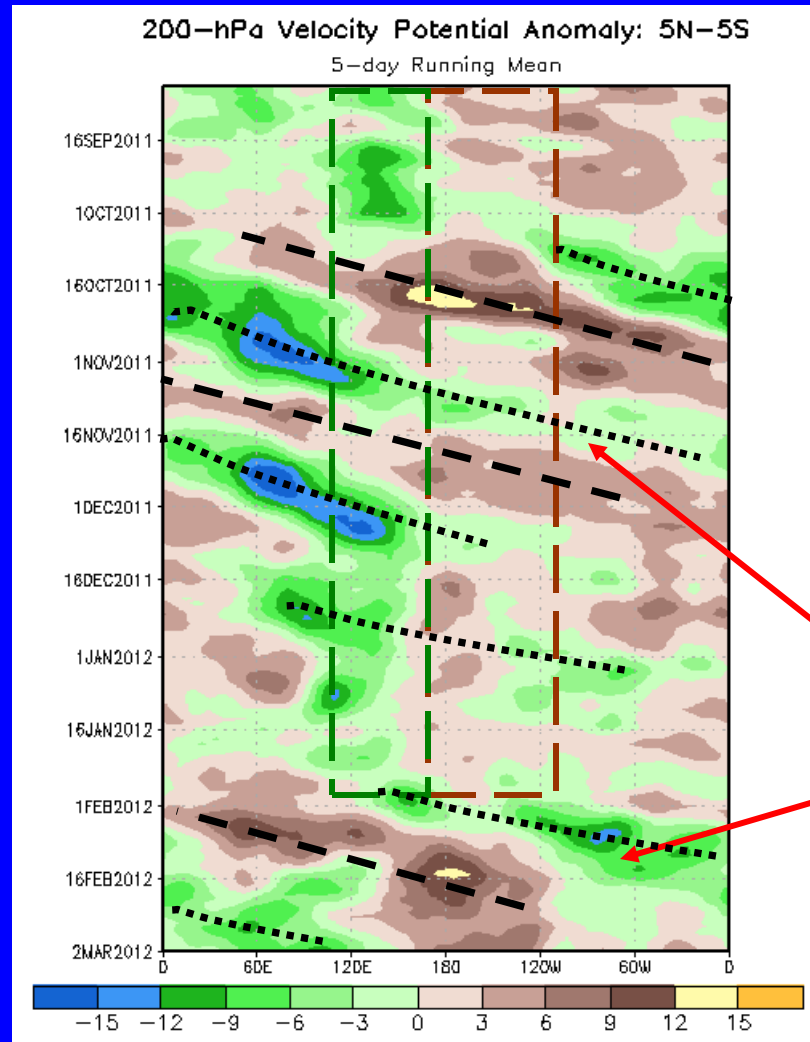 200-hPa Velocity Potential Anomaly: 5N-5S
5-day Running Mean
16SEP2011
1OCT2011
16OCT2011
1NOV2011
16NOV2011
1DEC2011
16DEC2011
1JAN2012
16JAN2012
1FEB2012
16FEB2012
2MAR2012
0 60E 120E 180 120W 60W 0
-15 -12 -9 -6 -3 0 3 6 9 12 15